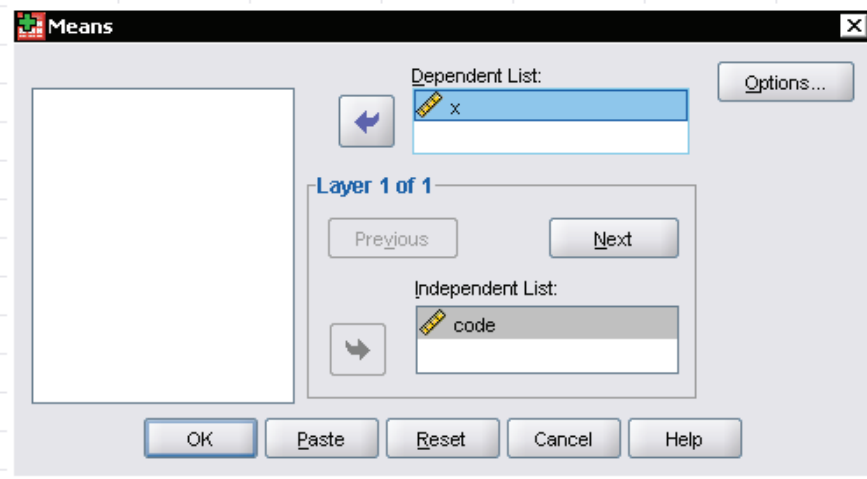 Means
Dependent List:
Options...
x
Layer 1 of 1
Previous
Next
Independent List:
code
OK
Paste
Reset
Cancel
Help